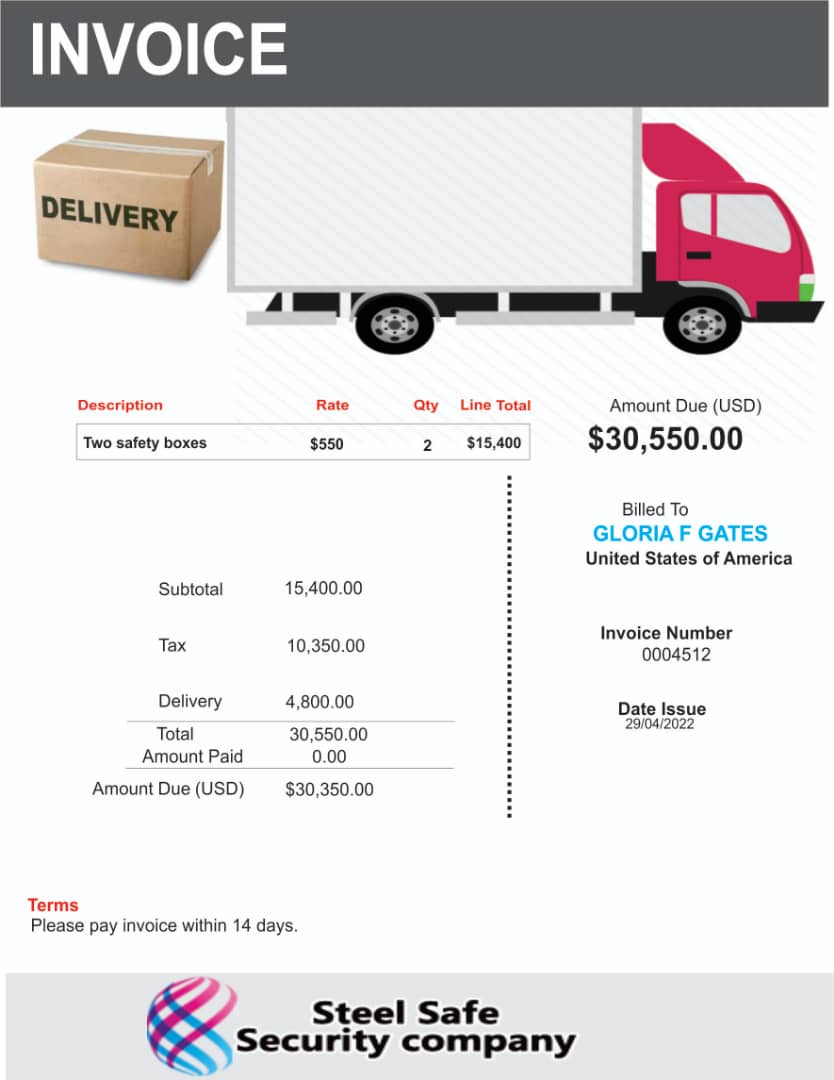 INVOICE
DELIVERY
Description Rate Qty Line Total
Two safety boxes $550 2 $15,400
Amount Due (USD)
$30,550.00
Billed To
GLORIA F GATES
United States of America
Invoice Number
0004512
Date Issue
29/04/2022
Subtotal 15,400.00
Tax 10,350.00
Delivery 4,800.00
Total 30,550.00
Amount Paid 0.00
Amount Due (USD) $30,350.00
Terms
Please pay invoice within 14 days.
Steel Safe
Security company